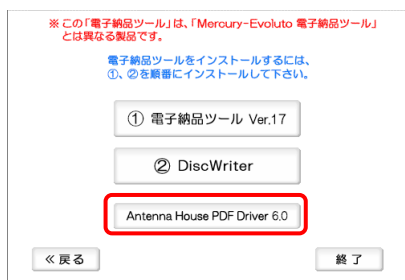 ※ この「電子納品ツール」は、「Mercury-Evoluto 電子納品ツール」
とは異なる製品です。
電子納品ツールをインストールするには、
①、②を順番にインストールして下さい。
① 電子納品ツール Ver.17
② DiscWriter
Antenna House PDF Driver 6.0
≪戻る
終了